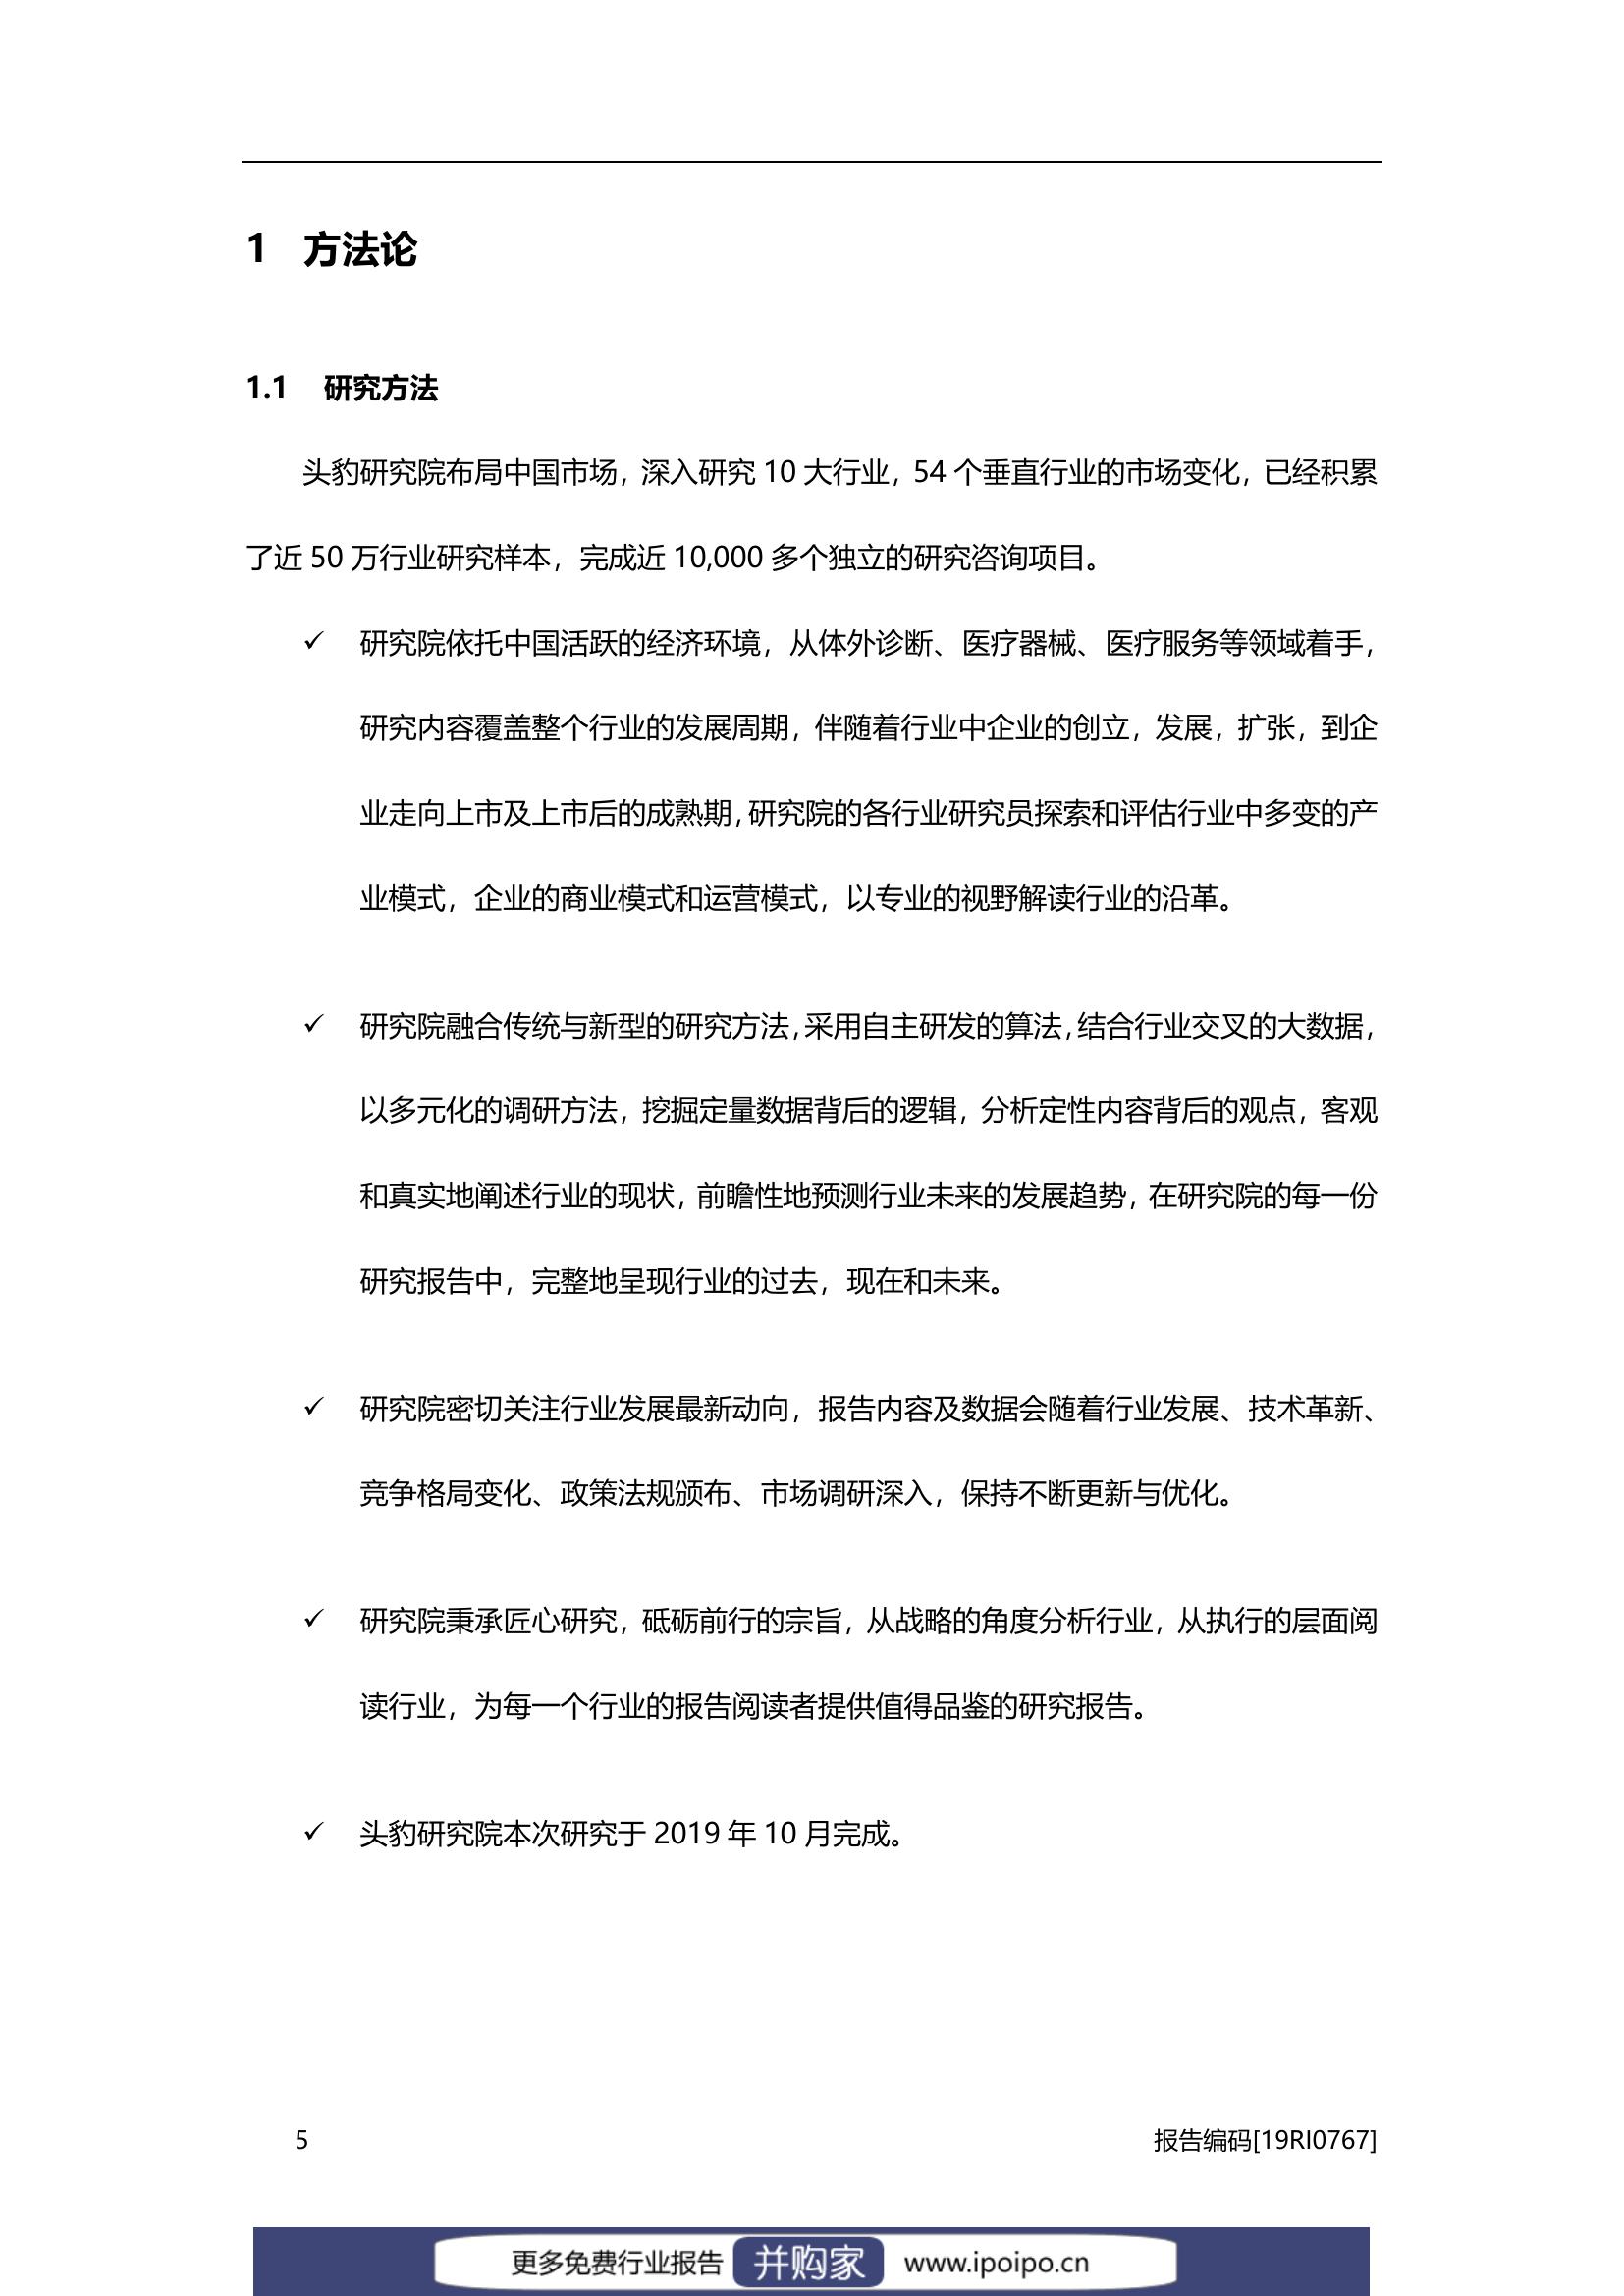 1 方法论
1.1 研究方法
头豹研究院布局中国市场，深入研究 10 大行业，54 个垂直行业的市场变化，已经积累
了近 50 万行业研究样本，完成近 10,000 多个独立的研究咨询项目。
✓ 研究院依托中国活跃的经济环境，从体外诊断、医疗器械、医疗服务等领域着手，
研究内容覆盖整个行业的发展周期，伴随着行业中企业的创立，发展，扩张，到企
业走向上市及上市后的成熟期，研究院的各行业研究员探索和评估行业中多变的产
业模式，企业的商业模式和运营模式，以专业的视野解读行业的沿革。
✓ 研究院融合传统与新型的研究方法，采用自主研发的算法，结合行业交叉的大数据，
以多元化的调研方法，挖掘定量数据背后的逻辑，分析定性内容背后的观点，客观
和真实地阐述行业的现状，前瞻性地预测行业未来的发展趋势，在研究院的每一份
研究报告中，完整地呈现行业的过去，现在和未来。
✓ 研究院密切关注行业发展最新动向，报告内容及数据会随着行业发展、技术革新、
竞争格局变化、政策法规颁布、市场调研深入，保持不断更新与优化。
✓ 研究院秉承匠心研究，砥砺前行的宗旨，从战略的角度分析行业，从执行的层面阅
读行业，为每一个行业的报告阅读者提供值得品鉴的研究报告。
✓ 头豹研究院本次研究于 2019 年 10 月完成。
5 报告编码[19RI0767]
更多免费行业报告 并购家 www.ipoipo.cn